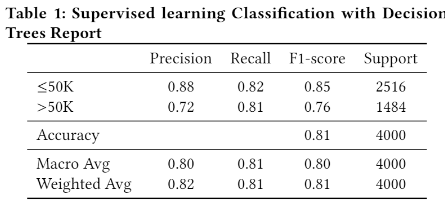 Table 1: Supervised learning Classification with Decision
Trees Report
Precision Recall F1-score Support
≤50K 0.88 0.82 0.85 2516
>50K 0.72 0.81 0.76 1484
Accuracy 0.81 4000
Macro Avg 0.80 0.81 0.80 4000
Weighted Avg 0.82 0.81 0.81 4000